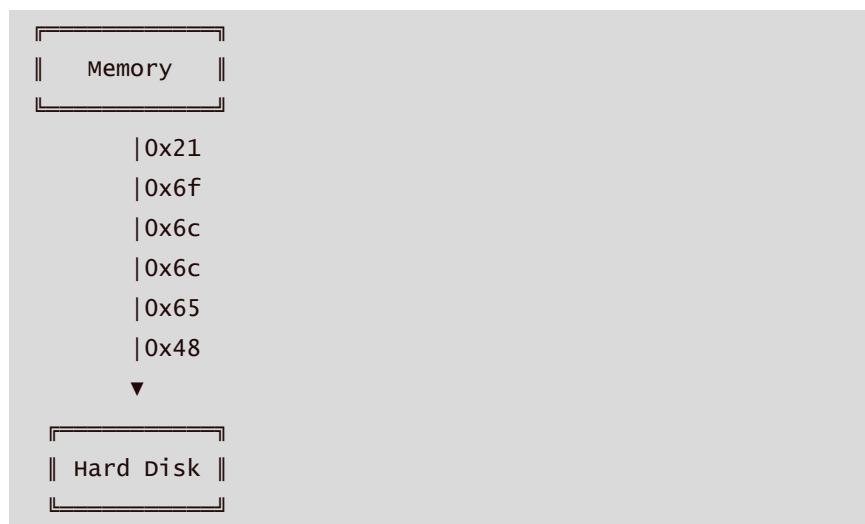 ╔════════════╗
║   Memory   ║
╚════════════╝
|0x21
|0x6f
|0x6c
|0x6c
|0x65
|0x48
▼
╔═══════════╗
║ Hard Disk ║
╚═══════════╝